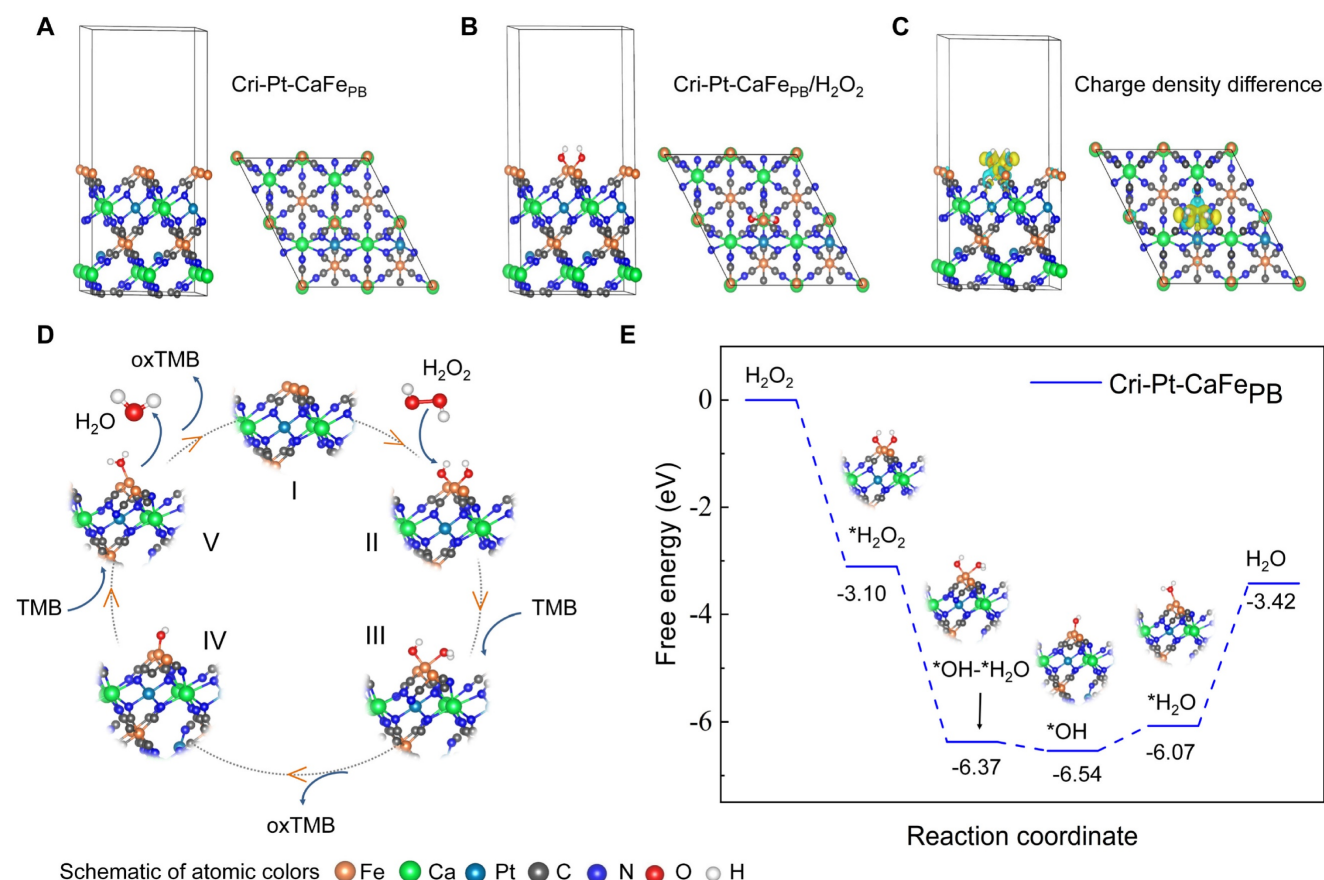 A
Cri-Pt-CaFePB
B
Cri-Pt-CaFePB/H2O2
C
Charge density difference
D
oxTMB
H2O
H2O2
I
II
III
IV
V
TMB
TMB
oxTMB
E
Free energy (eV)
0
-2
-4
-6
H2O2
Cri-Pt-CaFePB
*H2O2
-3.10
*OH-*H2O
-6.37
*OH
-6.54
*H2O
-6.07
H2O
-3.42
Reaction coordinate
Schematic of atomic colors Fe Ca Pt C N O H